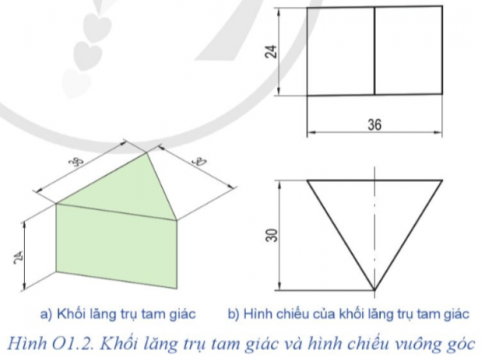 24
36
36
30
24
30
a) Khối lăng trụ tam giác
b) Hình chiếu của khối lăng trụ tam giác
Hình O1.2. Khối lăng trụ tam giác và hình chiếu vuông góc